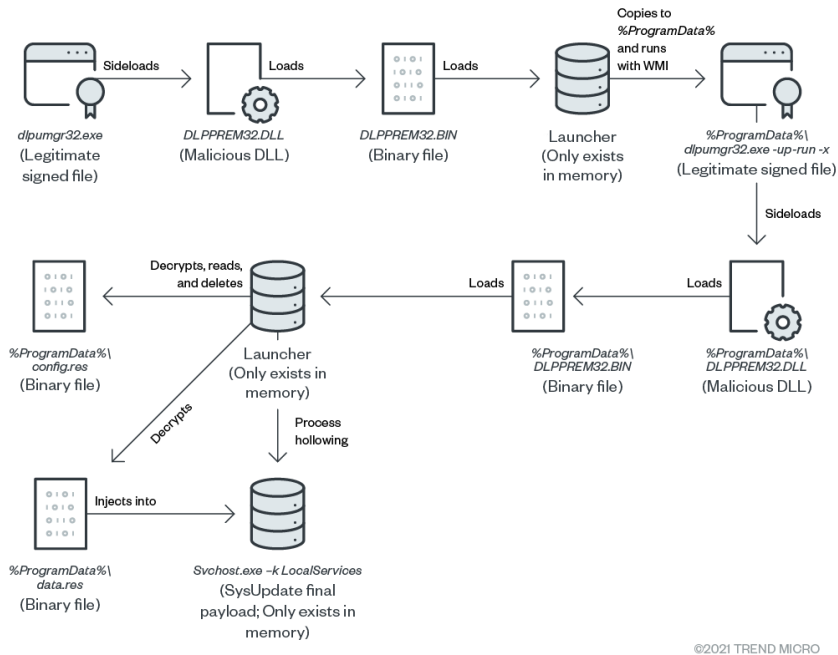 Copies to
%ProgramData%
and runs
with WMI
Sideloads
Loads
Loads
dlpumgr32.exe
(Legitimate
signed file)
DLPPREM32.DLL
(Malicious DLL)
DLPPREM32.BIN
(Binary file)
Launcher
(Only exists
in memory)
%ProgramData%\
dlpumgr32.exe -up-run -x
(Legitimate signed file)
Sideloads
Decrypts, reads,
and deletes
Loads
Loads
%ProgramData%\
config.res
(Binary file)
Launcher
(Only exists in
memory)
%ProgramData%\
DLPPREM32.BIN
(Binary file)
%ProgramData%\
DLPPREM32.DLL
(Malicious DLL)
Decrypts
Process
hollowing
Injects into
%ProgramData%\
data.res
(Binary file)
Svchost.exe –k LocalServices
(SysUpdate final
payload; Only exists in
memory)
©2021 TREND MICRO